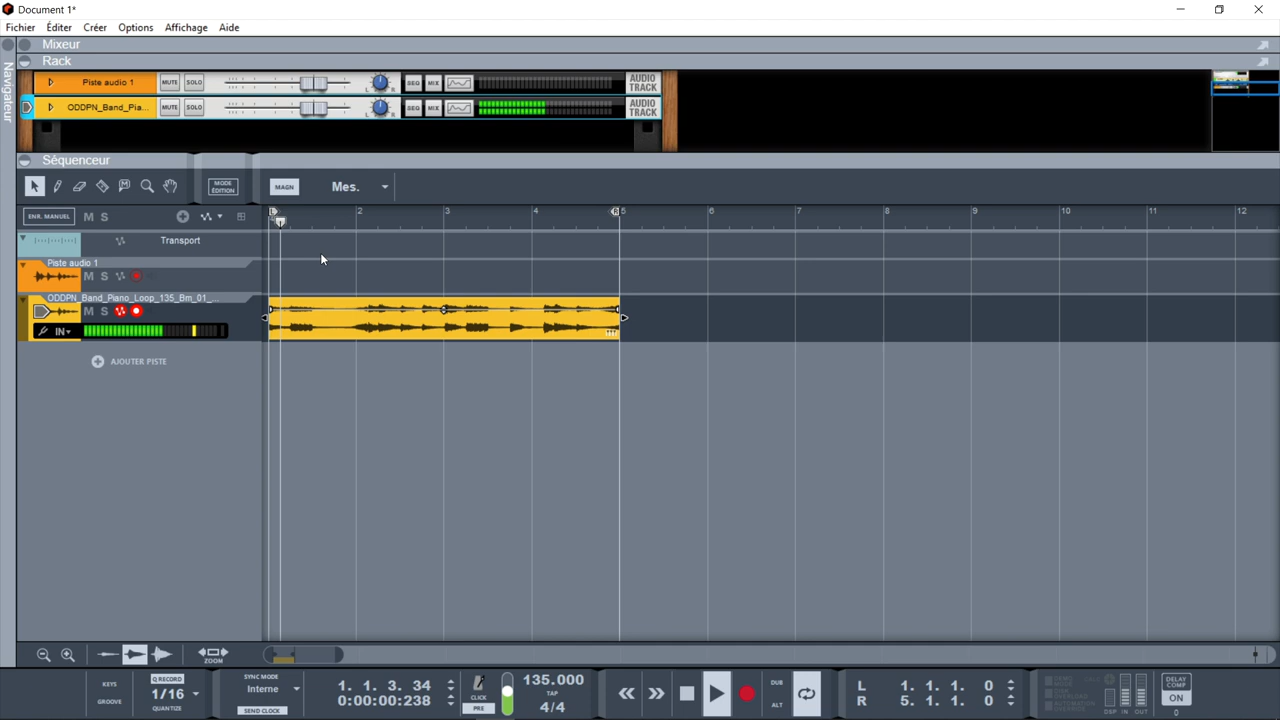 Document 1*
Fichier Éditer Créer Options Affichage Aide
Mixeur
Rack
Piste audio 1 MUTE SOLO L R SEQ MIX AUDIO TRACK
ODDPN_Band_Pia... MUTE SOLO L R SEQ MIX AUDIO TRACK
Navigateur
Séquenceur
MODE ÉDITION MAGN Mes.
ENR. MANUEL M S
L R
2 3 4 5 6 7 8 9 10 11 12
Transport
Piste audio 1
M S
ODDPN_Band_Piano_Loop_135_Bm_01_...
M S
IN
AJOUTER PISTE
ZOOM
KEYS
GROOVE
Q RECORD
1/16
QUANTIZE
SYNC MODE
Interne
SEND CLOCK
1. 1. 3. 34
0:00:00:238
CLICK
PRE
135.000
TAP
4/4
DUB
ALT
L 1. 1. 1. 0
R 5. 1. 1. 0
DSP IN OUT
DELAY COMP
ON
0